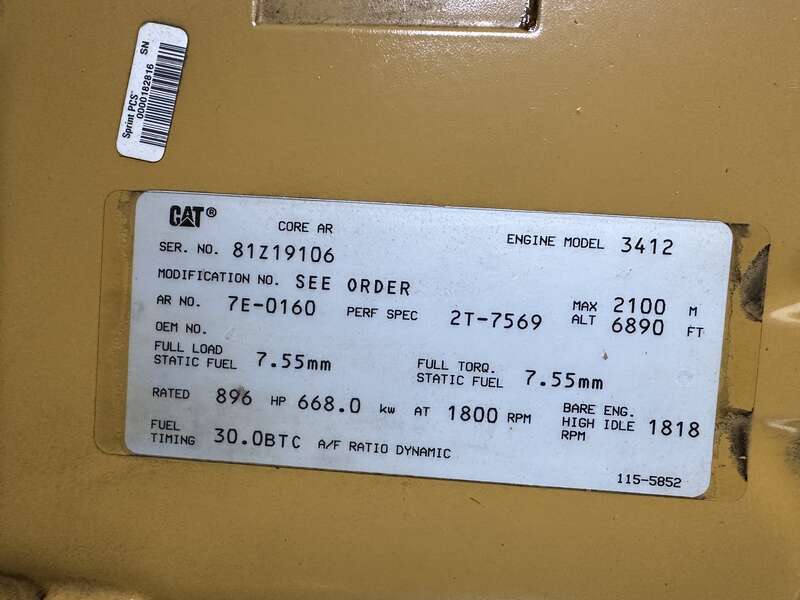 Sprint PCS
0000182816 SN
CAT®
CORE AR
ENGINE MODEL 3412
SER. NO. 81Z19106
MODIFICATION NO. SEE ORDER
AR NO. 7E-0160 PERF SPEC 2T-7569 MAX ALT 2100 M 6890 FT
OEM NO.
FULL LOAD STATIC FUEL 7.55mm FULL TORQ. STATIC FUEL 7.55mm
RATED 896 HP 668.0 kw AT 1800 RPM BARE ENG. HIGH IDLE RPM 1818
FUEL TIMING 30.0BTC A/F RATIO DYNAMIC
115-5852